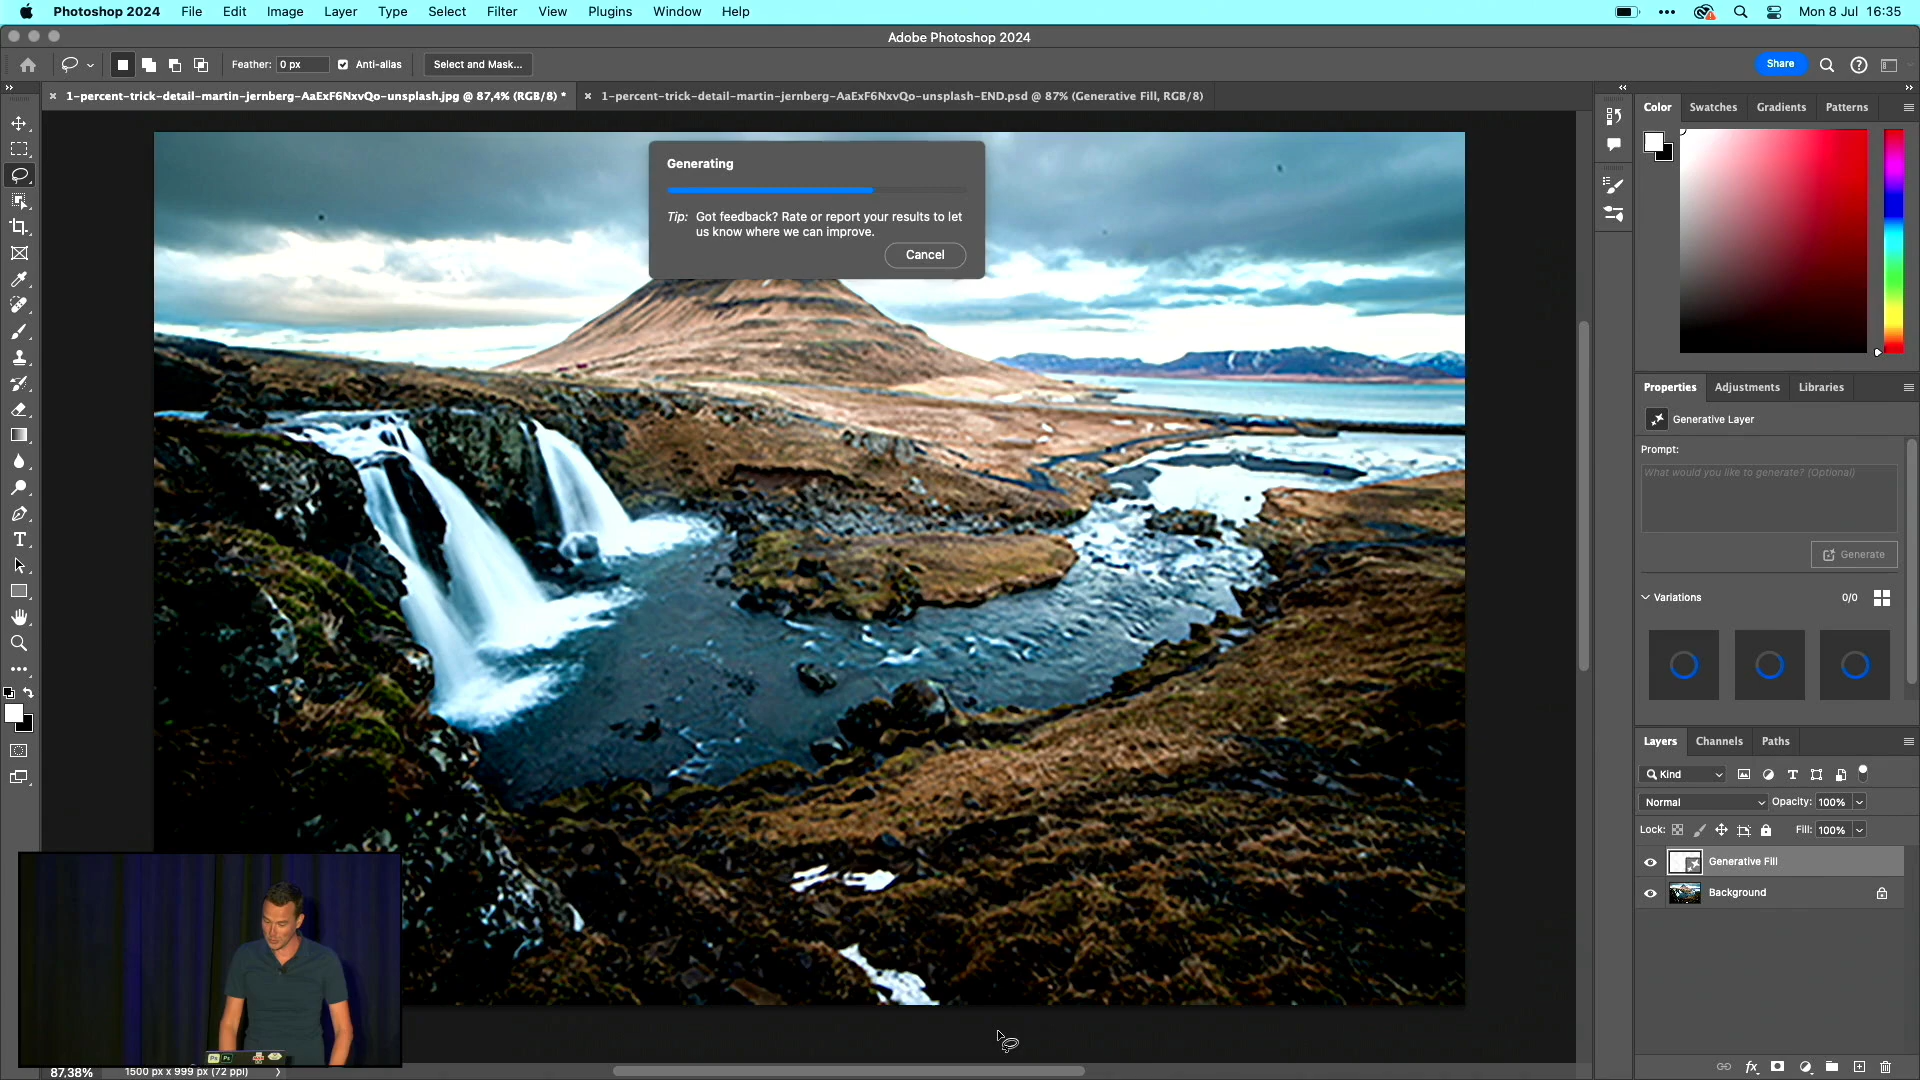 Photoshop 2024 File Edit Image Layer Type Select Filter View Plugins Window Help Mon 8 Jul 16:35
Adobe Photoshop 2024
Feather: 0 px Anti-alias Select and Mask... Share
1-percent-trick-detail-martin-jernberg-AaExF6NxvQo-unsplash.jpg @ 87,4% (RGB/8) *
1-percent-trick-detail-martin-jernberg-AaExF6NxvQo-unsplash-END.psd @ 87% (Generative Fill, RGB/8)
Generating
Tip: Got feedback? Rate or report your results to let
us know where we can improve.
Cancel
Color Swatches Gradients Patterns
Properties Adjustments Libraries
Generative Layer
Prompt:
What would you like to generate? (Optional)
Generate
Variations 0/0
Layers Channels Paths
Kind
Normal Opacity: 100%
Lock: Fill: 100%
Generative Fill
Background
fx
Ps Ps
87,38% 1500 px x 999 px (72 ppi)